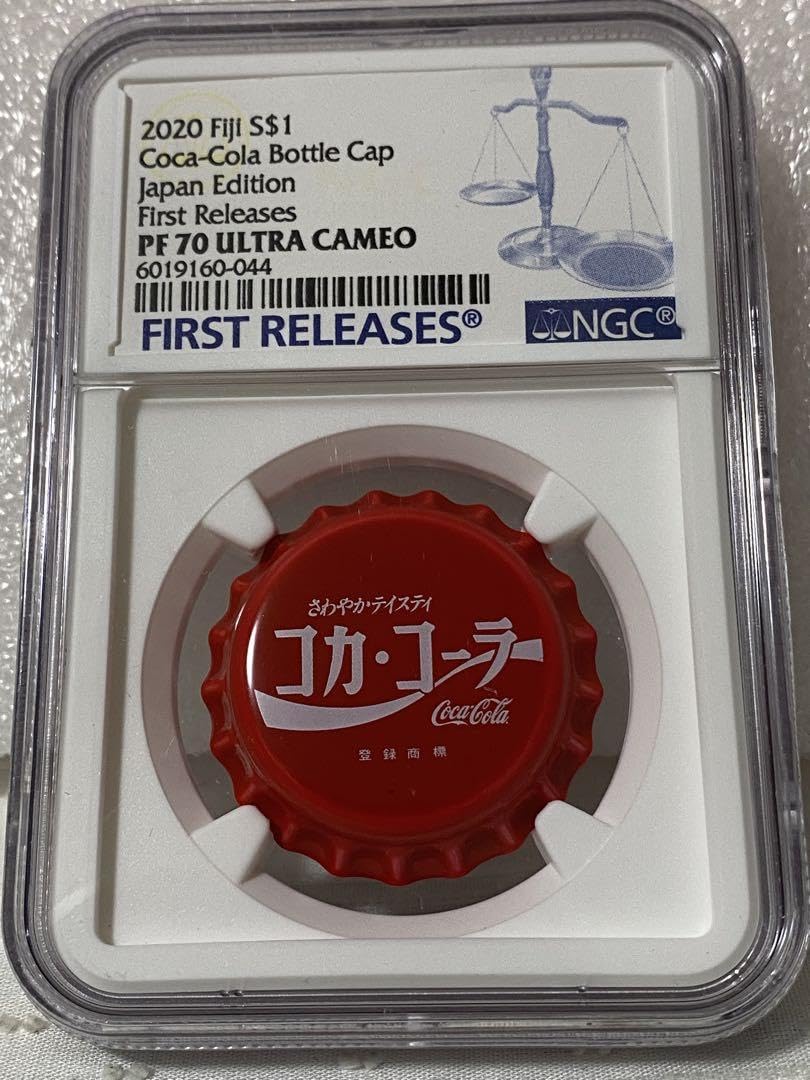 2020 Fiji S$1
Coca-Cola Bottle Cap
Japan Edition
First Releases
PF 70 ULTRA CAMEO
6019160-044
FIRST RELEASES®
NGC®
さわやかテイスティ
コカ・コーラ
Coca-Cola
登録商標